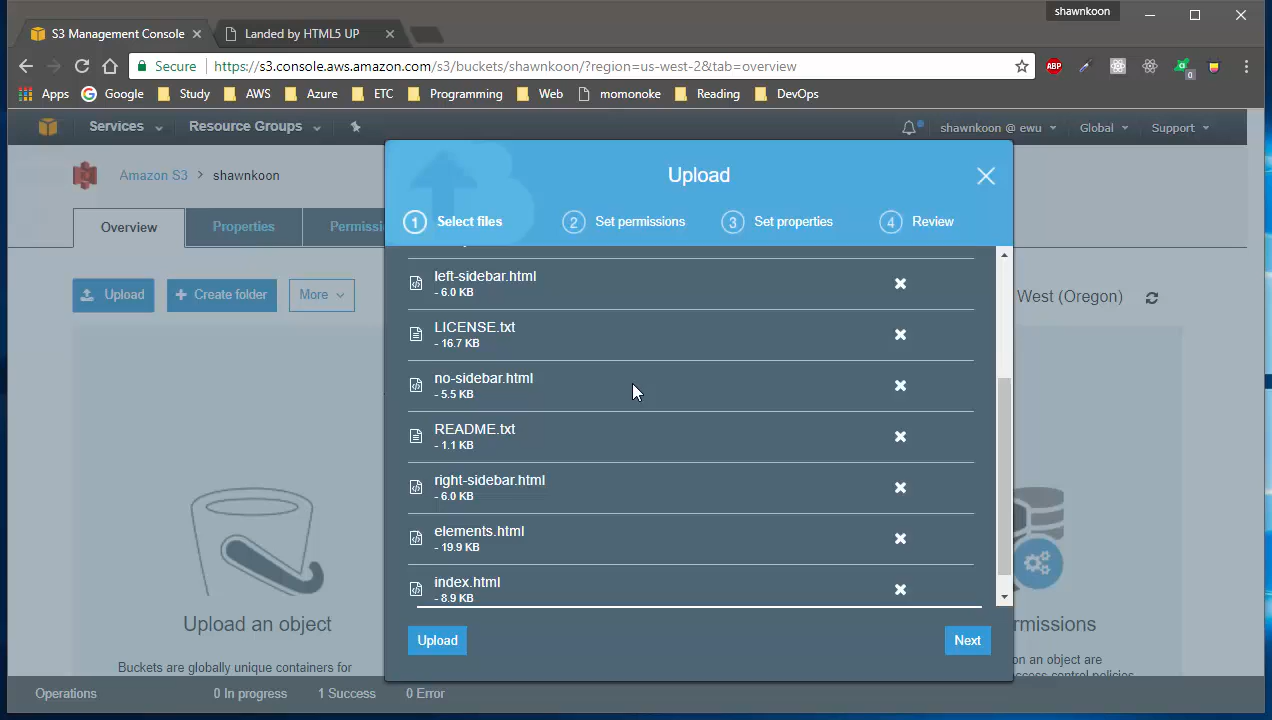 shawnkoon
S3 Management Console
Landed by HTML5 UP
Secure
https://s3.console.aws.amazon.com/s3/buckets/shawnkoon/?region=us-west-2&tab=overview
ABP
0
Apps Google Study AWS Azure ETC Programming Web momonoke Reading DevOps
Services Resource Groups shawnkoon @ ewu Global Support
Amazon S3 > shawnkoon
Overview Properties Permissi
Upload Create folder More
West (Oregon)
Upload
1 Select files 2 Set permissions 3 Set properties 4 Review
left-sidebar.html
- 6.0 KB
LICENSE.txt
- 16.7 KB
no-sidebar.html
- 5.5 KB
README.txt
- 1.1 KB
right-sidebar.html
- 6.0 KB
elements.html
- 19.9 KB
index.html
- 8.9 KB
Upload Next
Upload an object
Buckets are globally unique containers for
rmissions
on an object are
Operations 0 In progress 1 Success 0 Error